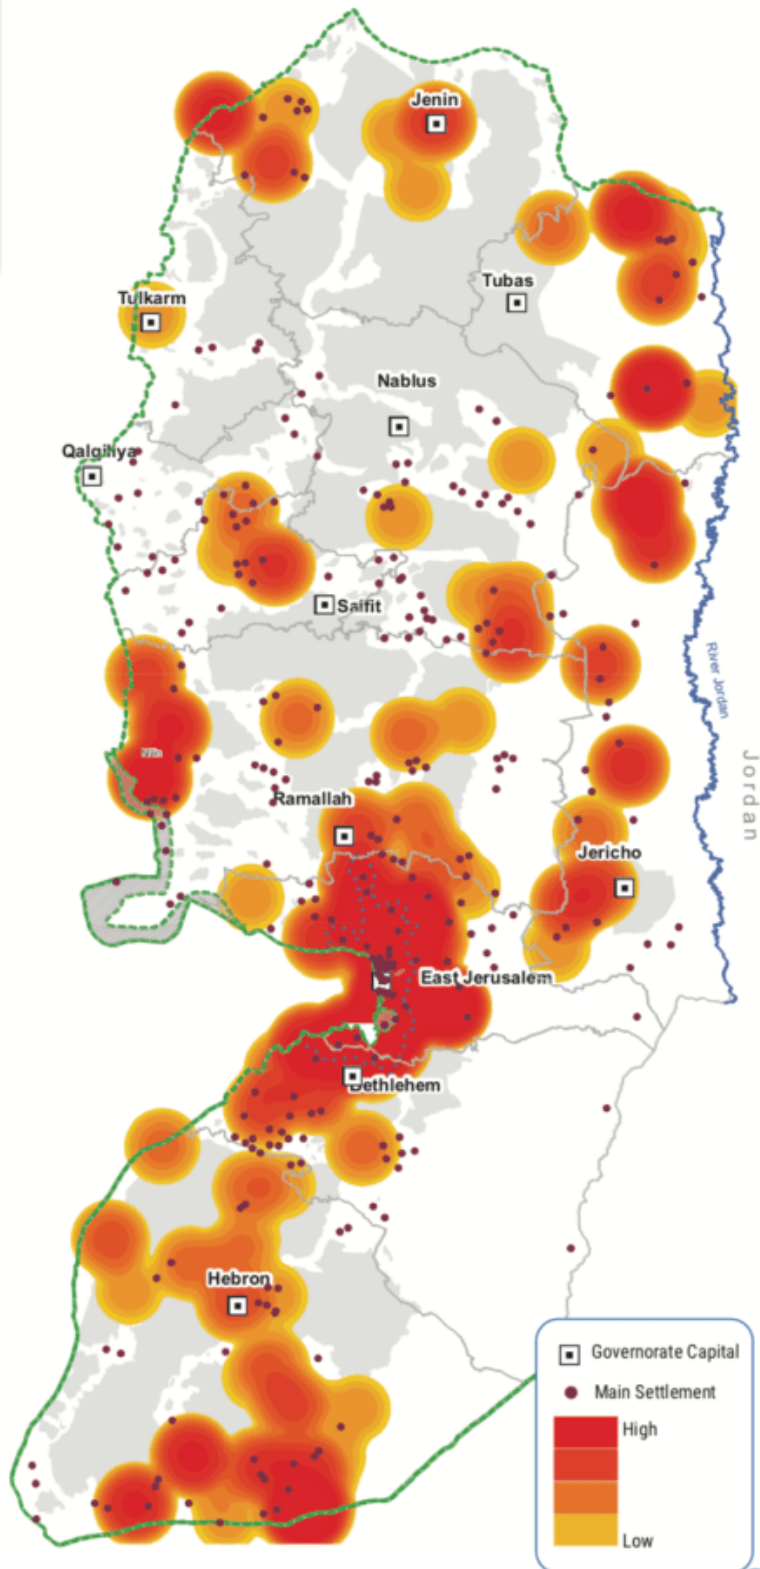 Jenin
Tulkarm
Tubas
Nablus
Qalqiliya
Salfit
River Jordan
Jordan
Ramallah
Jericho
East Jerusalem
Bethlehem
Hebron
Governorate Capital
Main Settlement
High
Low